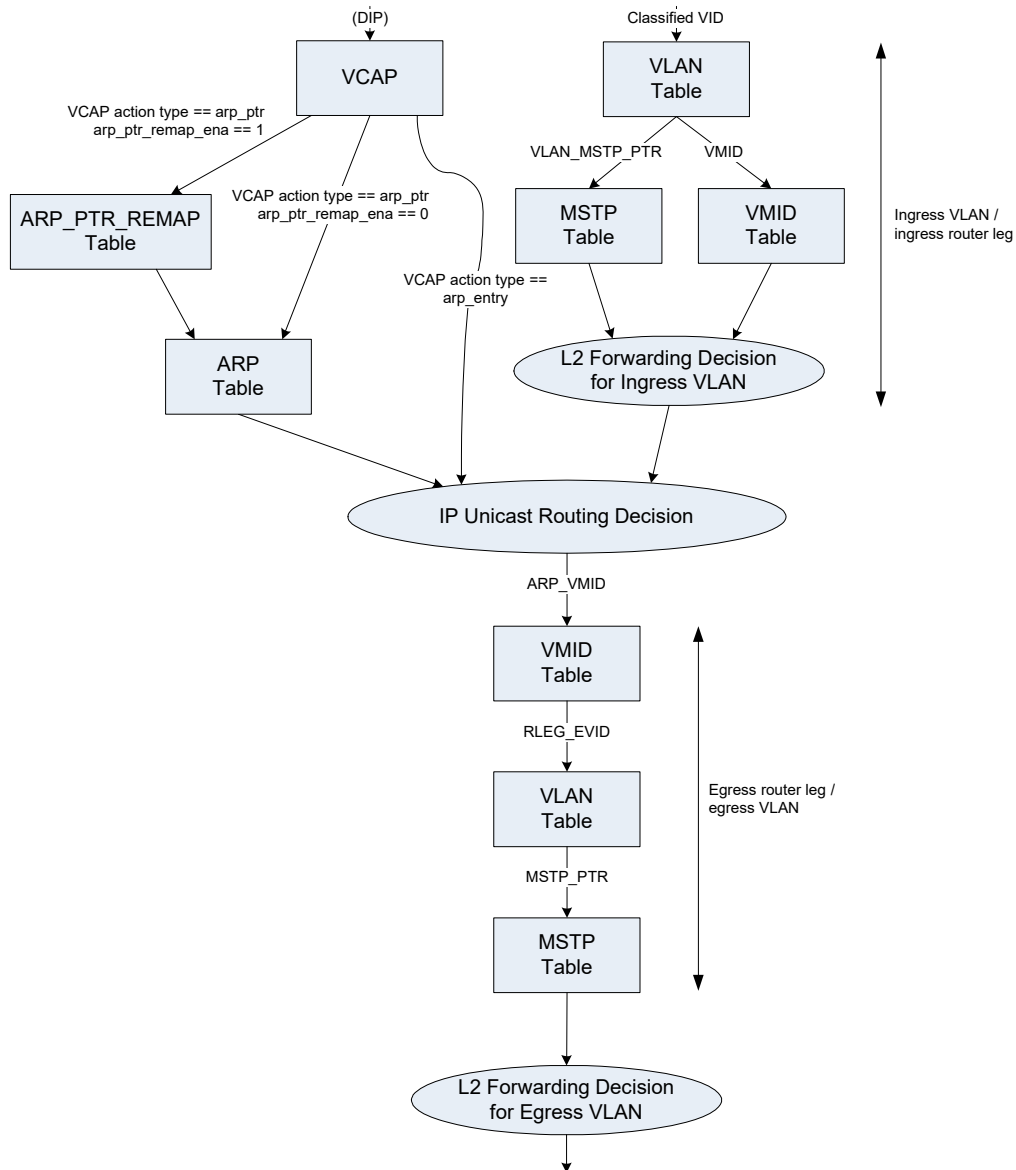 (DIP)
Classified VID
VCAP
VLAN
Table
VCAP action type == arp_ptr
arp_ptr_remap_ena == 1
VLAN_MSTP_PTR
VMID
VCAP action type == arp_ptr
arp_ptr_remap_ena == 0
ARP_PTR_REMAP
Table
MSTP
Table
VMID
Table
Ingress VLAN /
ingress router leg
VCAP action type ==
arp_entry
ARP
Table
L2 Forwarding Decision
for Ingress VLAN
IP Unicast Routing Decision
ARP_VMID
VMID
Table
RLEG_EVID
VLAN
Table
Egress router leg /
egress VLAN
MSTP_PTR
MSTP
Table
L2 Forwarding Decision
for Egress VLAN